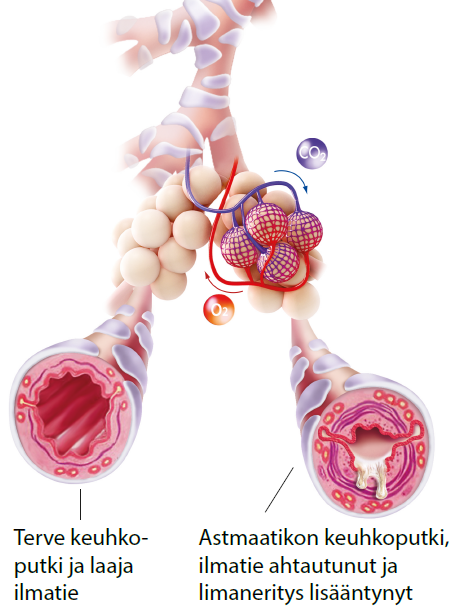 CO₂
O₂
Terve keuhko-
putki ja laaja
ilmatie
Astmaatikon keuhkoputki,
ilmatie ahtautunut ja
limaneritys lisääntynyt